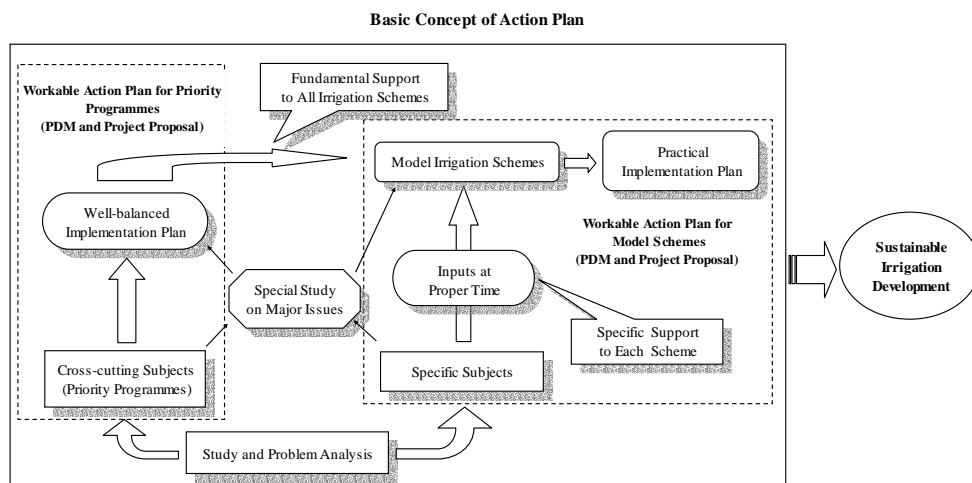 Basic Concept of Action Plan
Workable Action Plan for Priority
Programmes
(PDM and Project Proposal)
Fundamental Support
to All Irrigation Schemes
Model Irrigation Schemes
Practical
Implementation Plan
Well-balanced
Implementation Plan
Workable Action Plan for
Model Schemes
(PDM and Project Proposal)
Sustainable
Irrigation
Development
Special Study
on Major Issues
Inputs at
Proper Time
Specific Support
to Each Scheme
Cross-cutting Subjects
(Priority Programmes)
Specific Subjects
Study and Problem Analysis